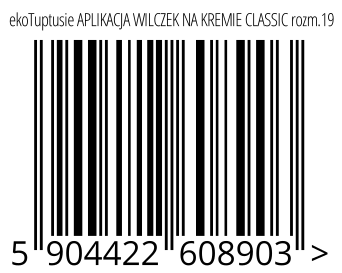 ekoTuptusie APLIKACJA WILCZEK NA KREMIE CLASSIC rozm.19
5 904422 608903 >